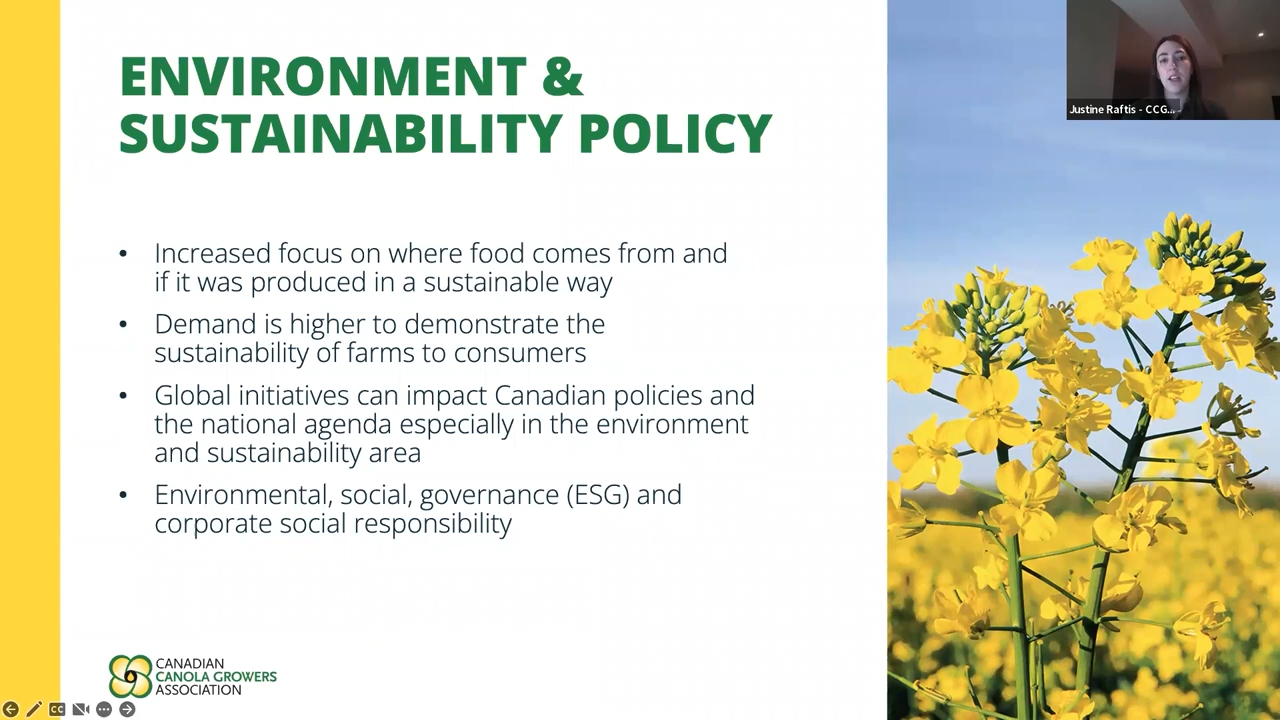 ENVIRONMENT &
SUSTAINABILITY POLICY
Justine Raftis - CCG...
• Increased focus on where food comes from and
if it was produced in a sustainable way
• Demand is higher to demonstrate the
sustainability of farms to consumers
• Global initiatives can impact Canadian policies and
the national agenda especially in the environment
and sustainability area
• Environmental, social, governance (ESG) and
corporate social responsibility
CANADIAN
CANOLA GROWERS
ASSOCIATION
CC